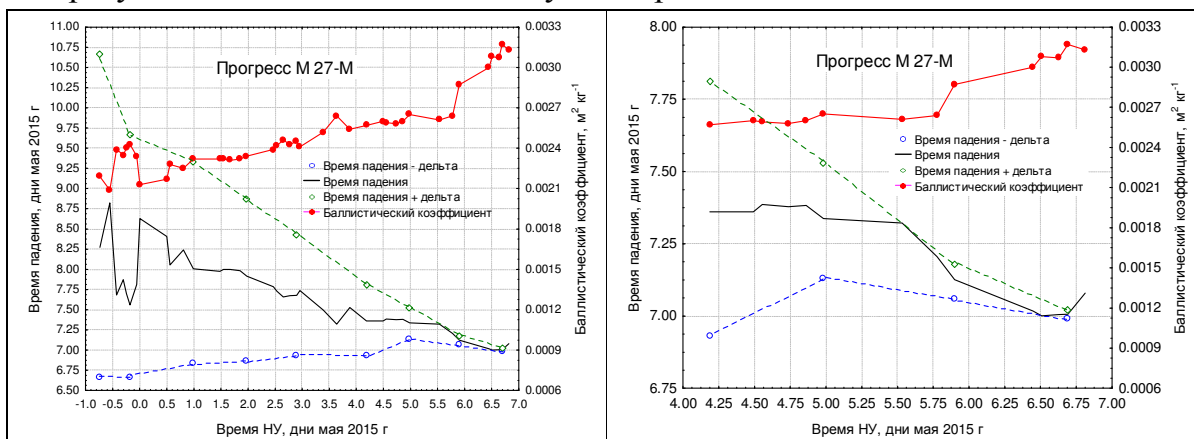 11.00
10.75
10.50
10.25
10.00
9.75
9.50
9.25
9.00
8.75
8.50
8.25
8.00
7.75
7.50
7.25
7.00
6.75
6.50
Время падения, дни мая 2015 г
Прогресс М 27-М
Время падения - дельта
Время падения
Время падения + дельта
Баллистический коэффициент
0.0033
0.0030
0.0027
0.0024
0.0021
0.0018
0.0015
0.0012
0.0009
0.0006
Баллистический коэффициент, м² кг⁻¹
-1.0 -0.5 0.0 0.5 1.0 1.5 2.0 2.5 3.0 3.5 4.0 4.5 5.0 5.5 6.0 6.5 7.0
Время НУ, дни мая 2015 г
8.00
7.75
7.50
7.25
7.00
6.75
Время падения, дни мая 2015 г
Прогресс М 27-М
Время падения - дельта
Время падения
Время падения + дельта
Баллистический коэффициент
0.0033
0.0030
0.0027
0.0024
0.0021
0.0018
0.0015
0.0012
0.0009
0.0006
Баллистический коэффициент, м² кг⁻¹
4.00 4.25 4.50 4.75 5.00 5.25 5.50 5.75 6.00 6.25 6.50 6.75 7.00
Время НУ, дни мая 2015 г